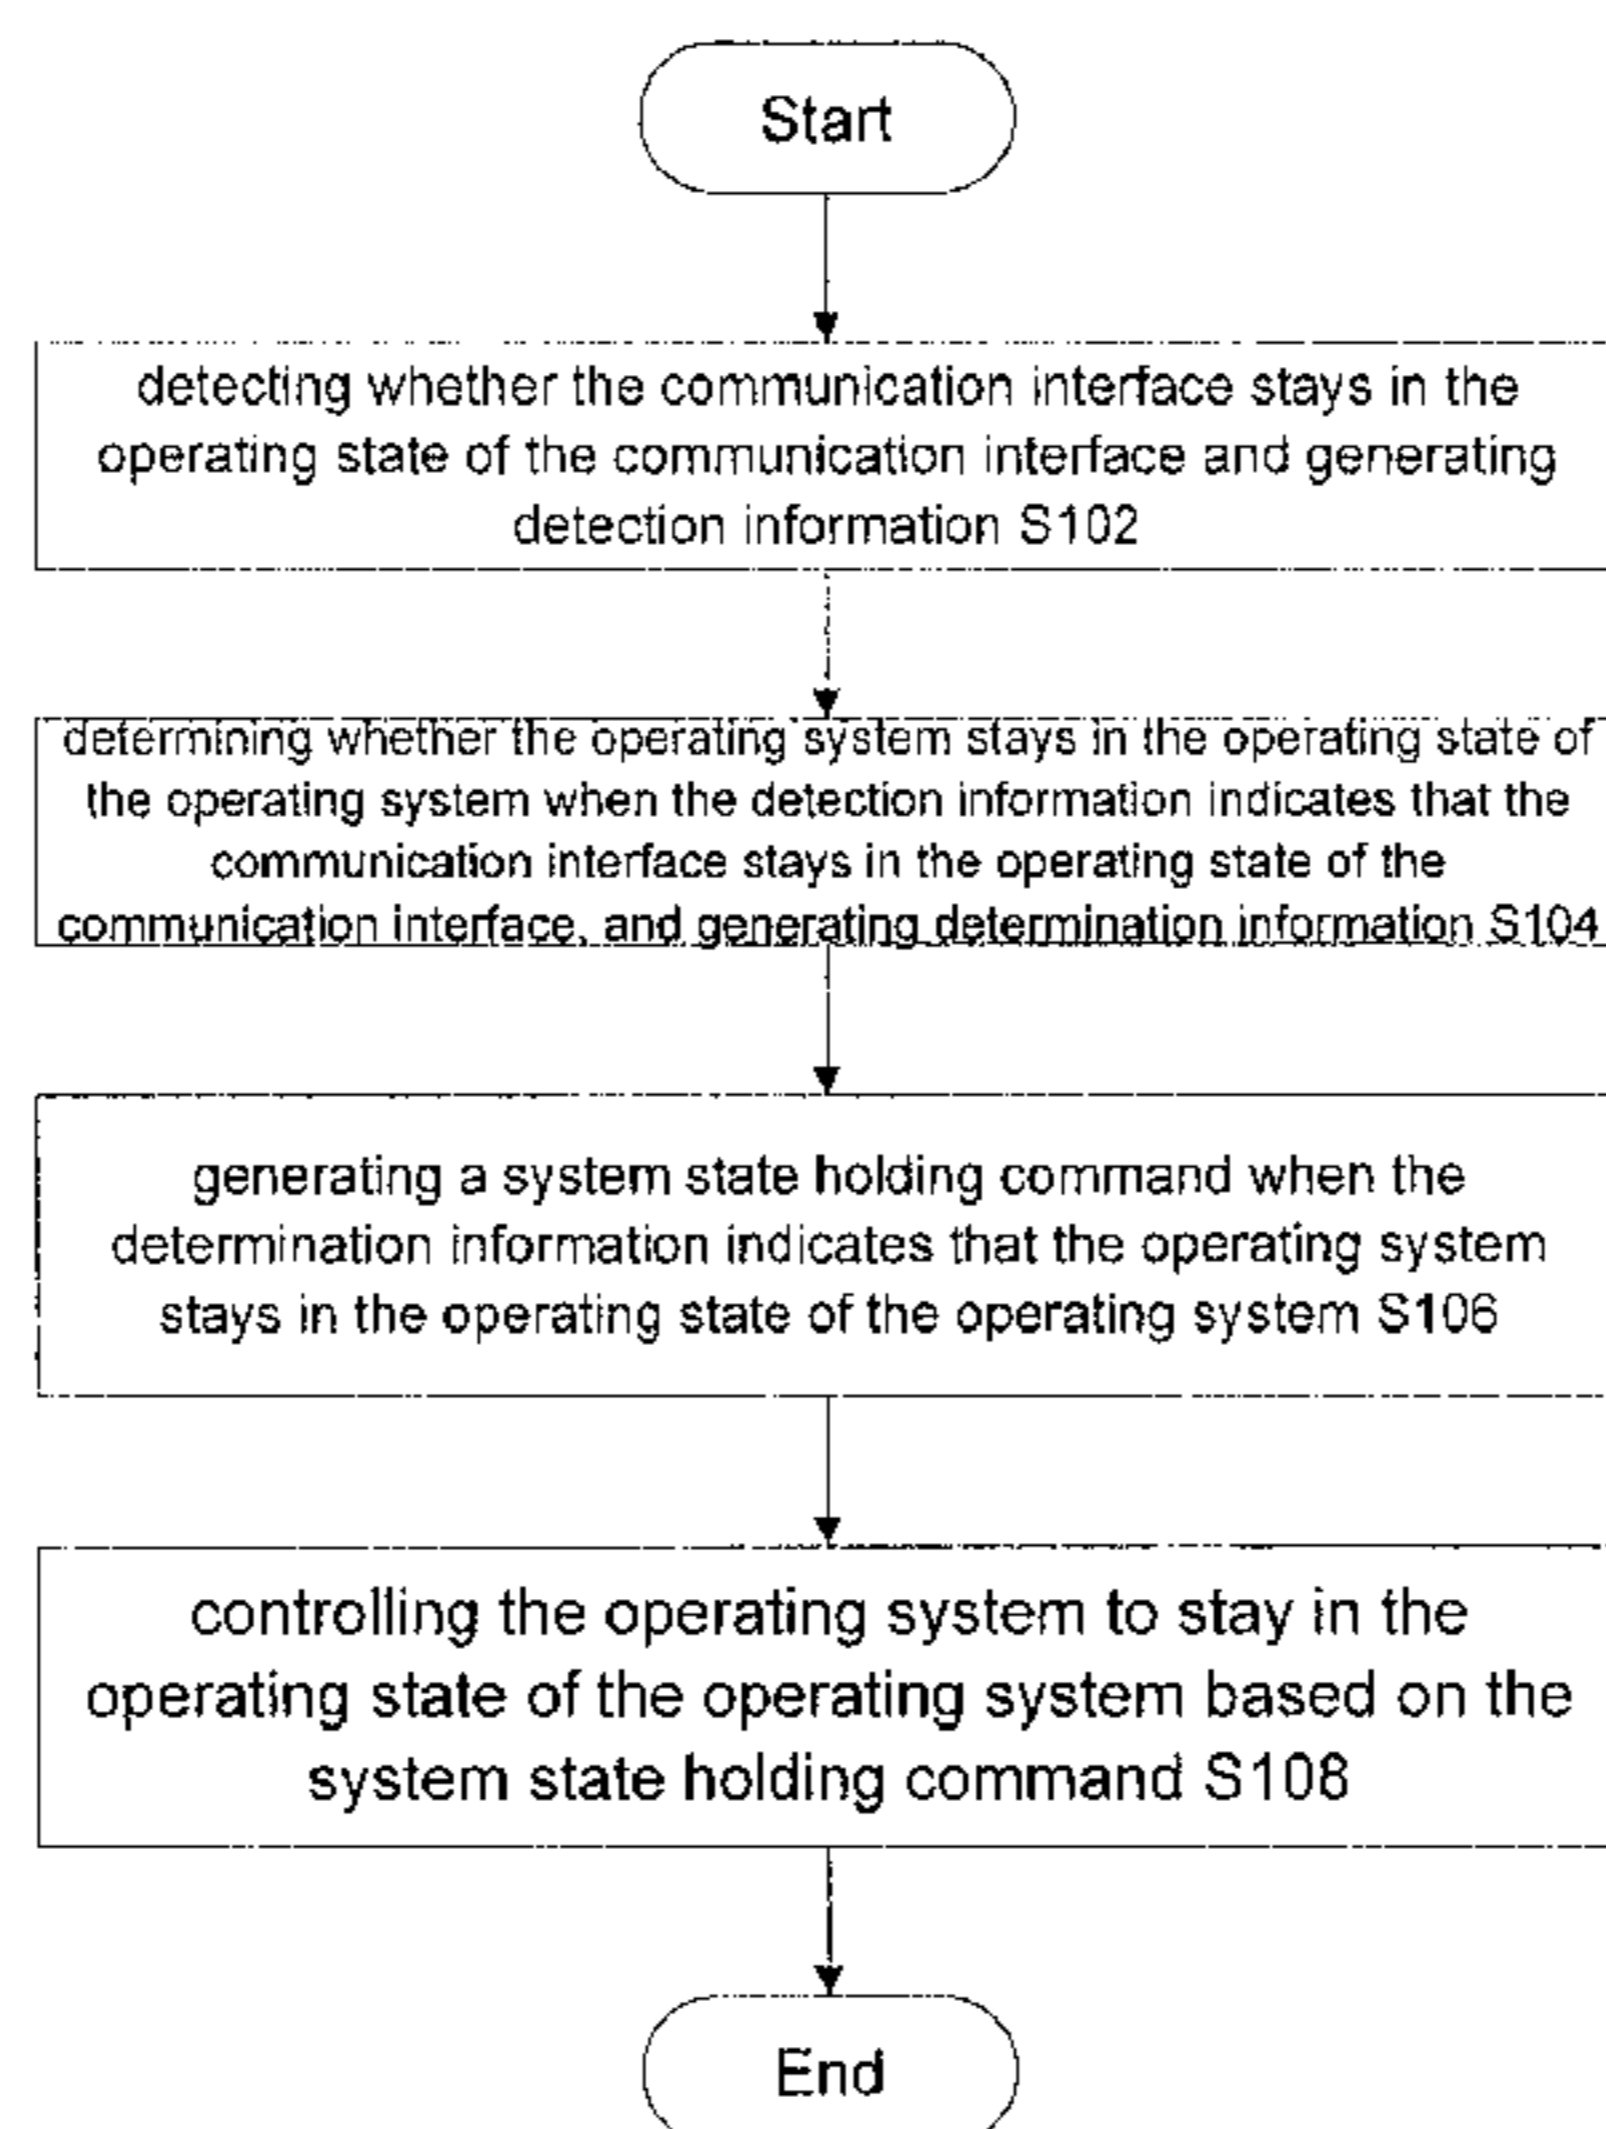 Start
detecting whether the communication interface stays in the
operating state of the communication interface and generating
detection information S102
determining whether the operating system stays in the operating state of
the operating system when the detection information indicates that the
communication interface stays in the operating state of the
communication interface, and generating determination information S104
generating a system state holding command when the
determination information indicates that the operating system
stays in the operating state of the operating system S106
controlling the operating system to stay in the
operating state of the operating system based on the
system state holding command S108
End